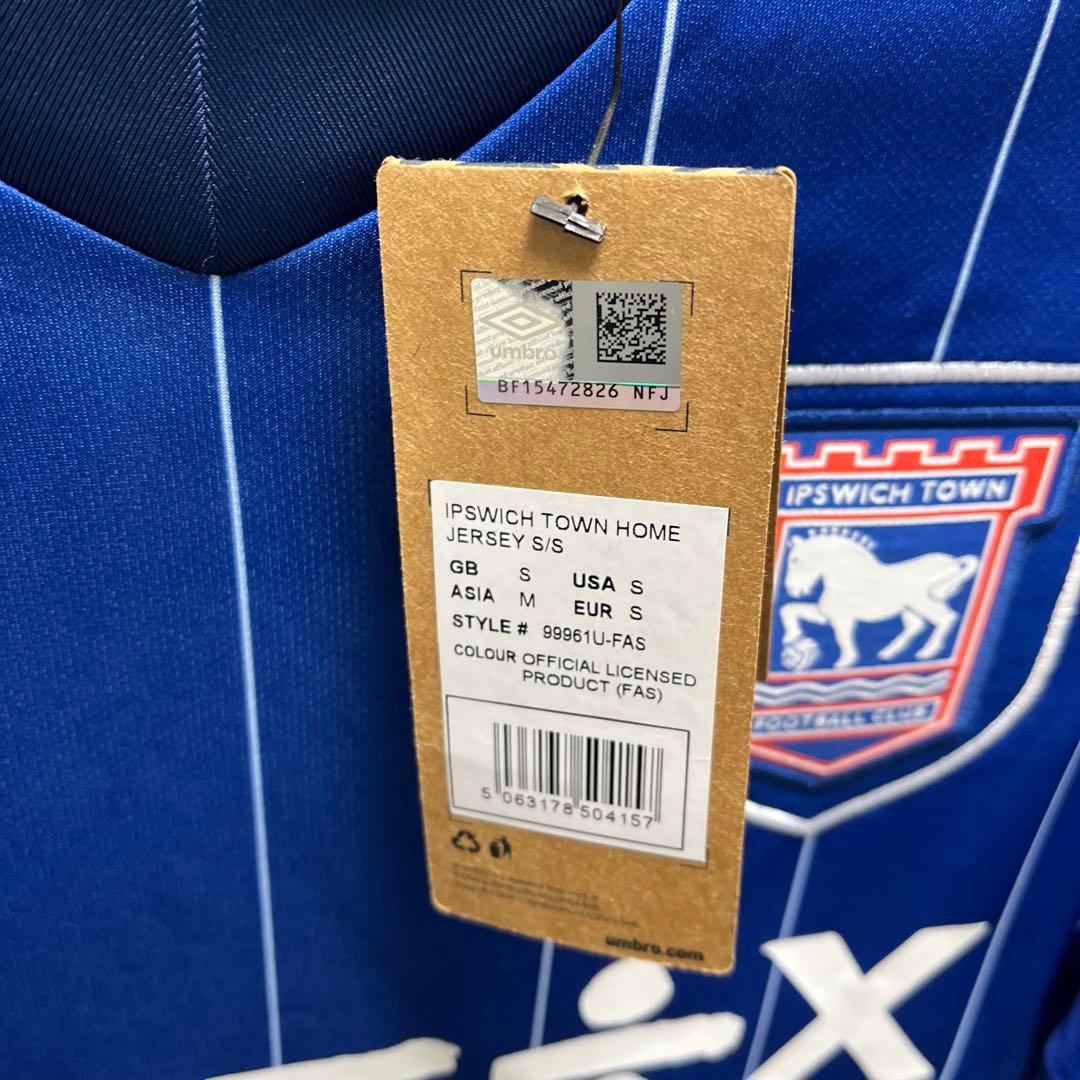 umbro
BF15472826 NFJ
IPSWICH TOWN HOME
JERSEY S/S
GB S USA S
ASIA M EUR S
STYLE # 99961U-FAS
COLOUR OFFICIAL LICENSED
PRODUCT (FAS)
5 063178 504157
umbro.com
IPSWICH TOWN
FOOTBALL CLUB